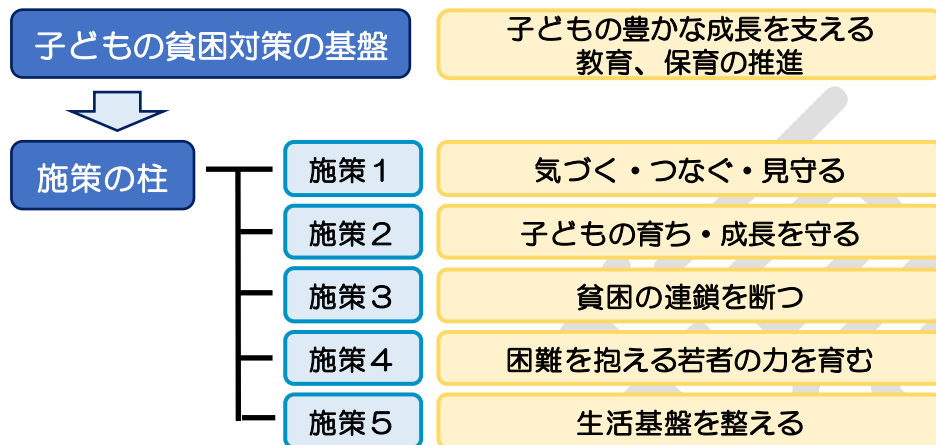 子どもの貧困対策の基盤
子どもの豊かな成長を支える
教育、保育の推進
施策の柱
施策１
気づく・つなぐ・見守る
施策２
子どもの育ち・成長を守る
施策３
貧困の連鎖を断つ
施策４
困難を抱える若者の力を育む
施策５
生活基盤を整える